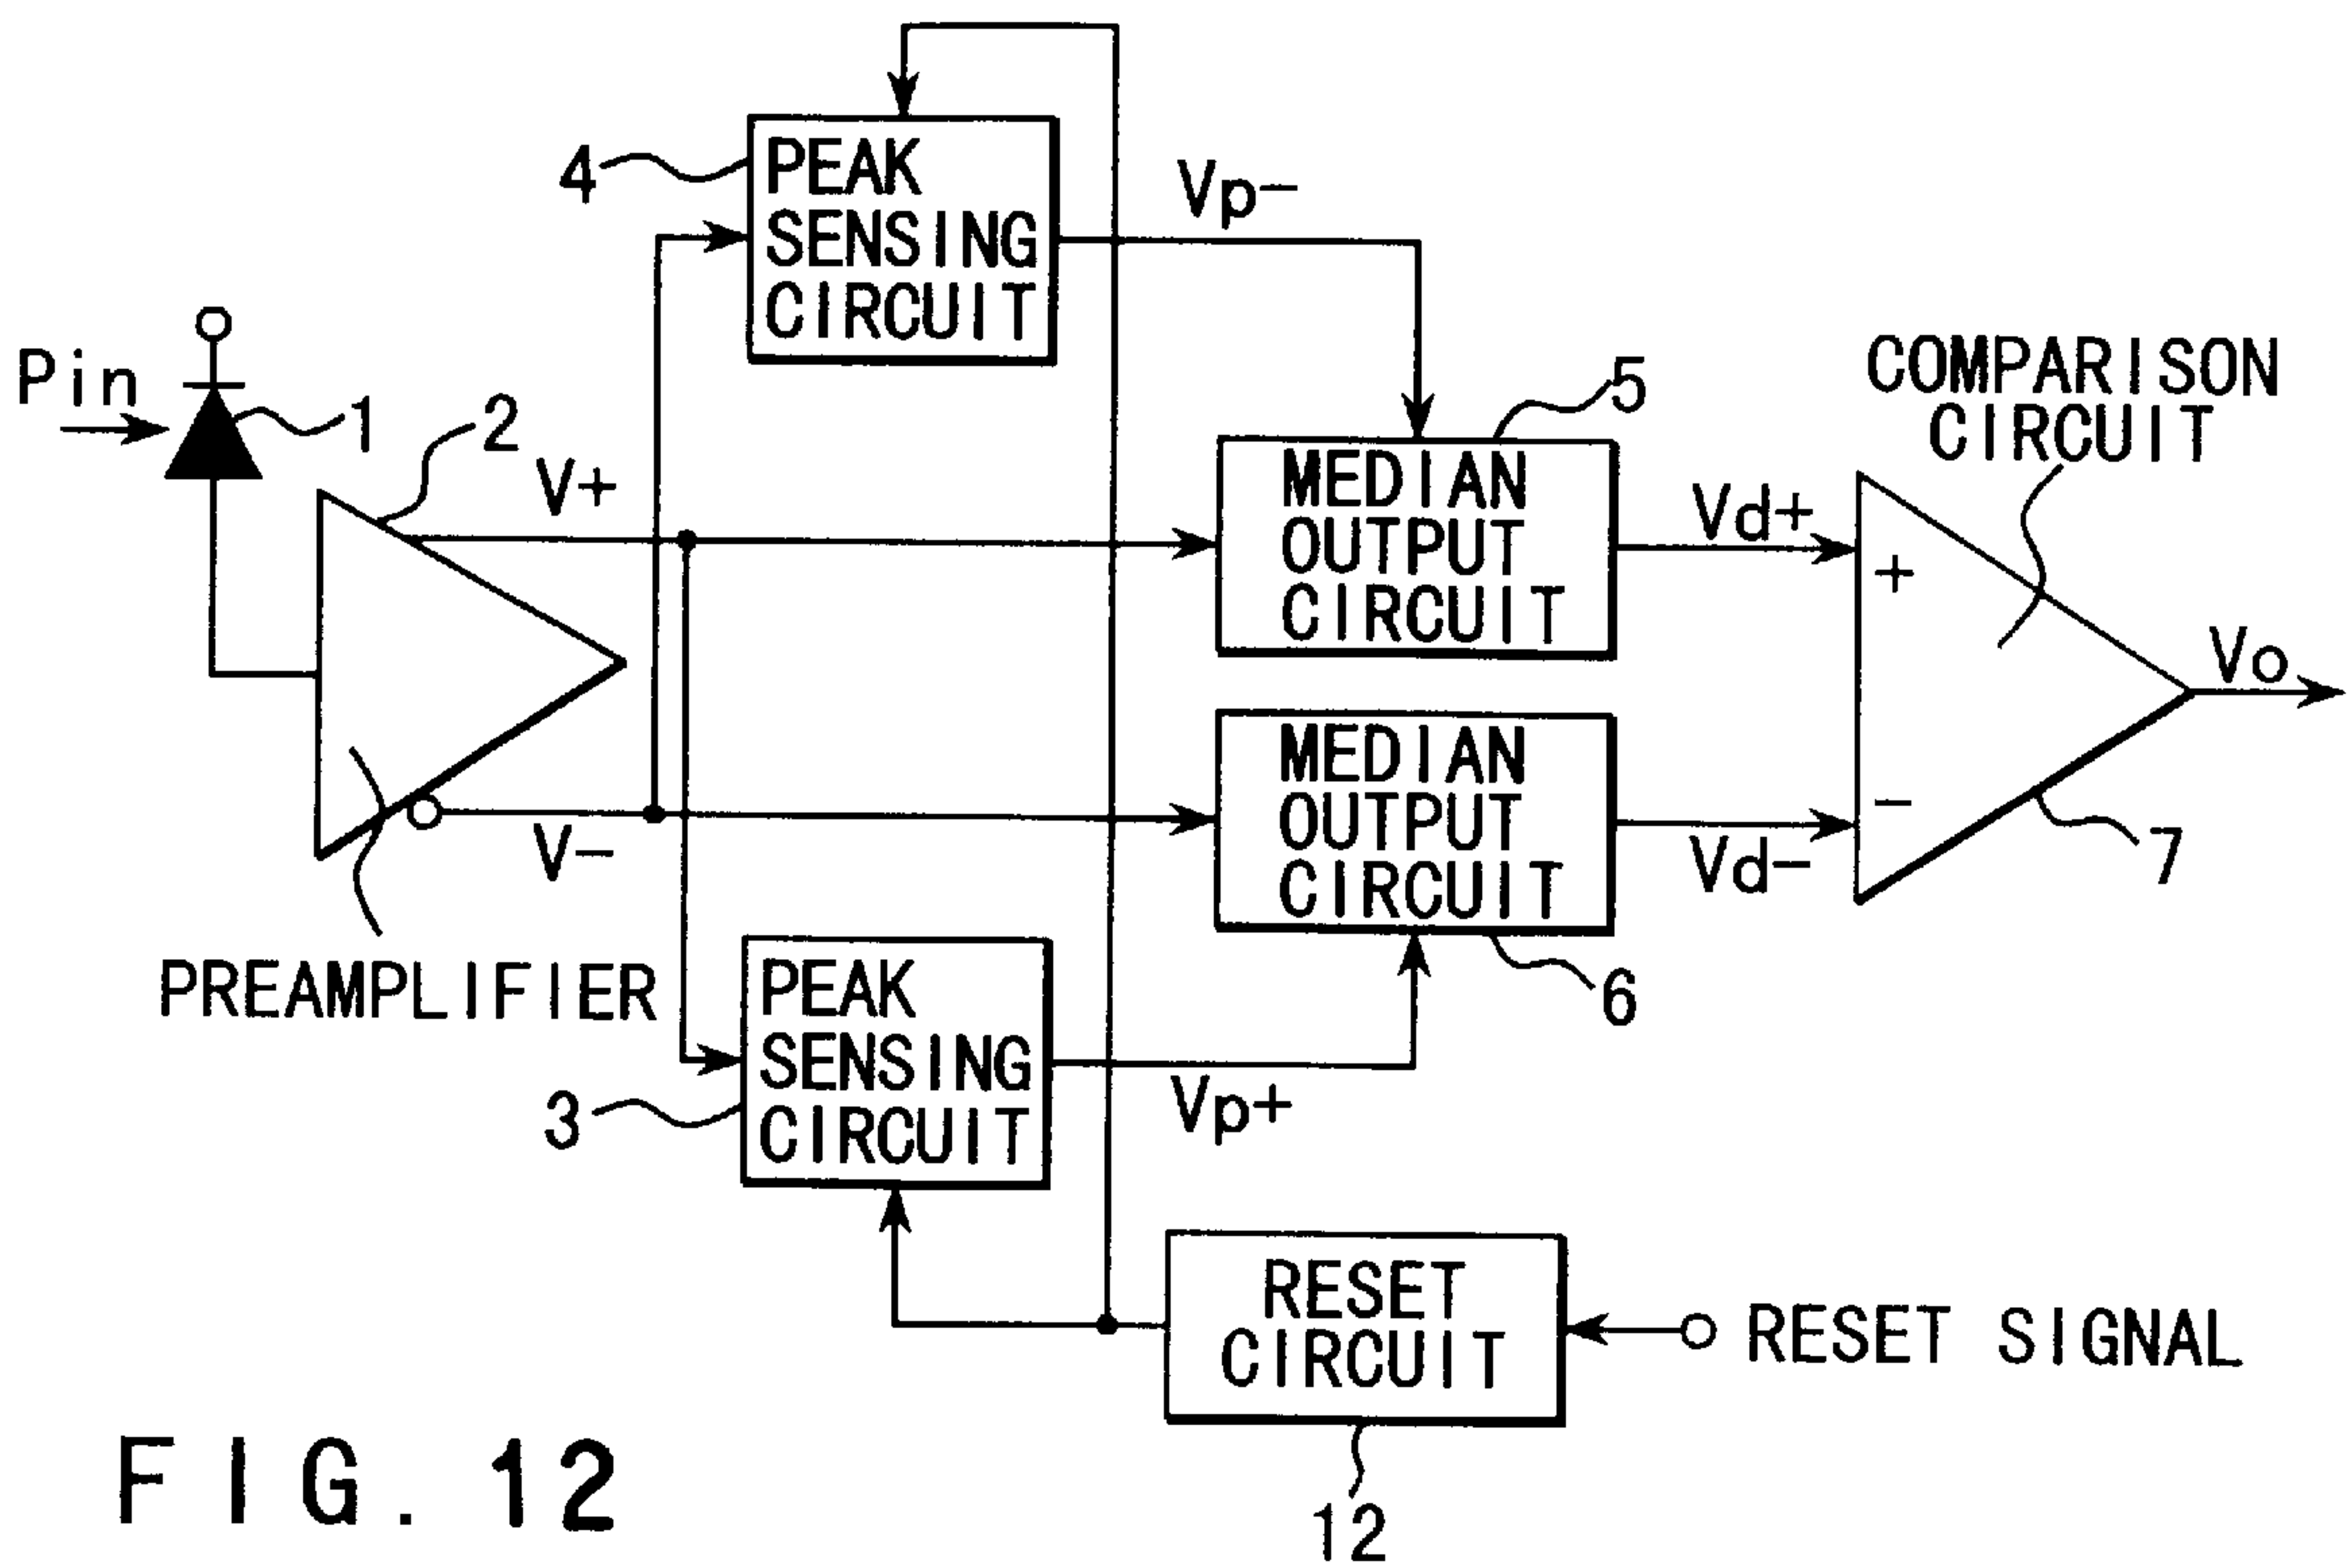 4
PEAK
SENSING
CIRCUIT
Vp−
Pin
1
2
V+
5
MEDIAN
OUTPUT
CIRCUIT
COMPARISON
CIRCUIT
Vd+
+
Vo
−
7
MEDIAN
OUTPUT
CIRCUIT
Vd−
V−
PREAMPLIFIER
6
PEAK
SENSING
CIRCUIT
3
Vp+
RESET
CIRCUIT
RESET SIGNAL
12
FIG. 12